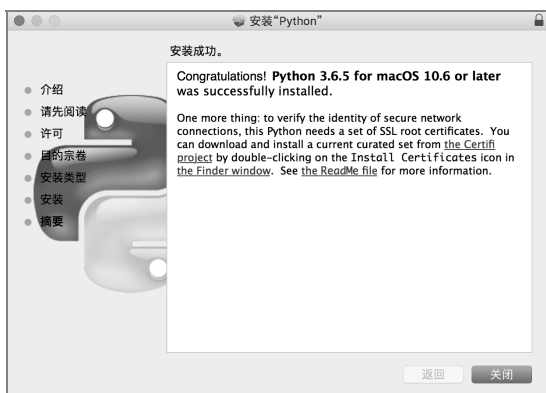 安装“Python”
安装成功。
介绍
请先阅读
许可
目的宗卷
安装类型
安装
摘要
Congratulations! Python 3.6.5 for macOS 10.6 or later
was successfully installed.
One more thing: to verify the identity of secure network
connections, this Python needs a set of SSL root certificates. You
can download and install a current curated set from the Certifi
project by double-clicking on the Install Certificates icon in
the Finder window. See the ReadMe file for more information.
返回
关闭